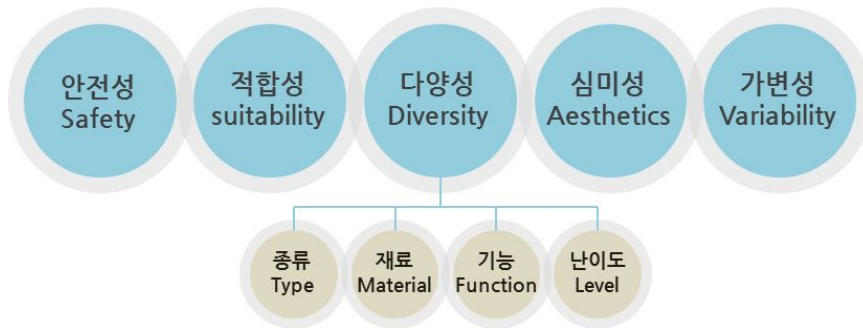 안전성
Safety
적합성
suitability
다양성
Diversity
심미성
Aesthetics
가변성
Variability
종류
Type
재료
Material
기능
Function
난이도
Level